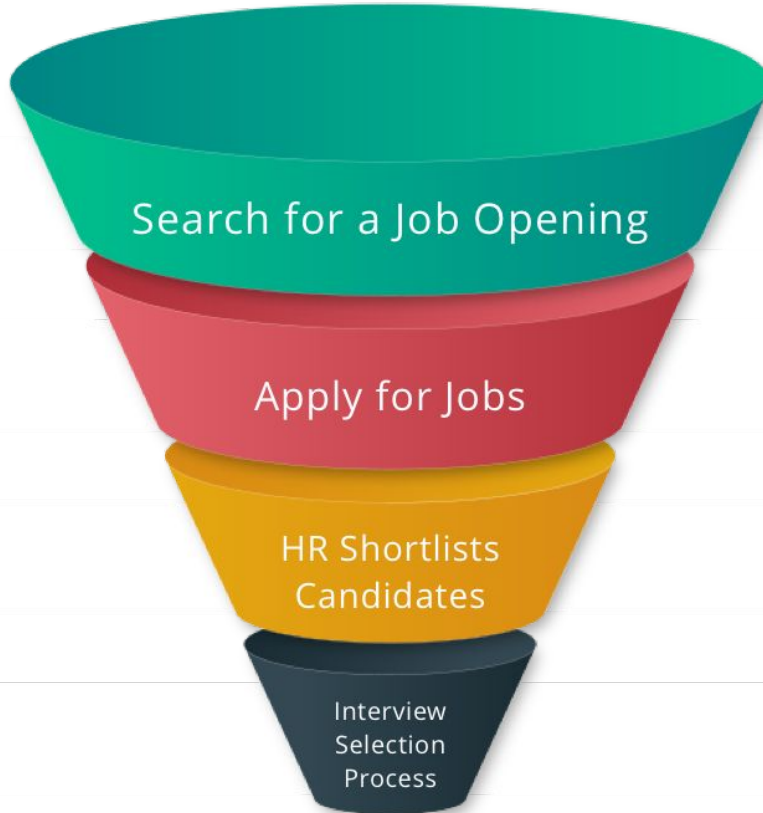 Search for a Job Opening
Apply for Jobs
HR Shortlists
Candidates
Interview
Selection
Process